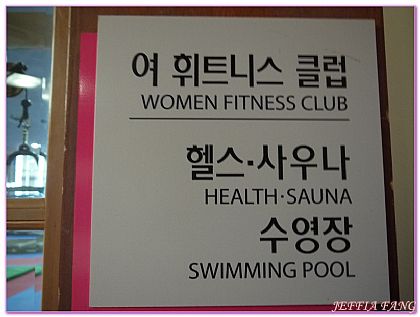 여 휘트니스 클럽
WOMEN FITNESS CLUB
헬스·사우나
HEALTH·SAUNA
수영장
SWIMMING POOL
JEFFIA FANG